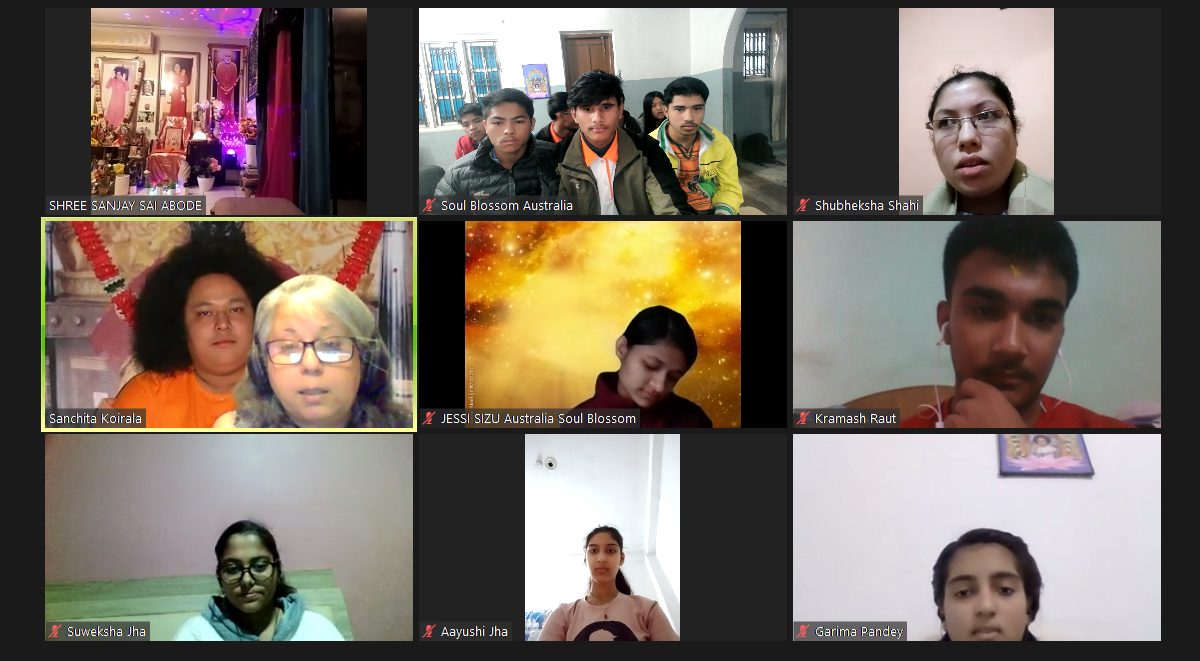 SHREE SANJAY SAI ABODE
Soul Blossom Australia
Shubheksha Shahi
Sanchita Koirala
JESSI SIZU Australia Soul Blossom
Kramash Raut
Suweksha Jha
Aayushi Jha
Garima Pandey